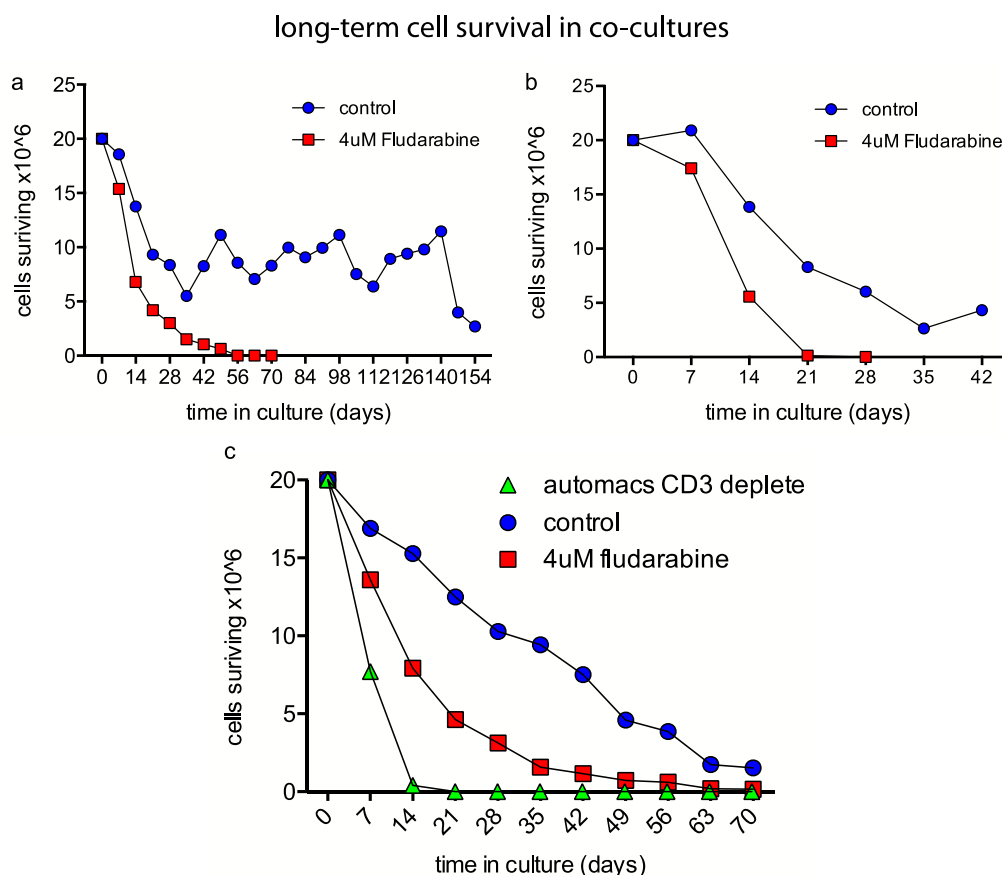 long-term cell survival in co-cultures
a
25
20
15
10
5
0
cells suriving x10^6
control
4uM Fludarabine
0 14 28 42 56 70 84 98 112 126 140 154
time in culture (days)
b
25
20
15
10
5
0
cells suriving x10^6
control
4uM Fludarabine
0 7 14 21 28 35 42
time in culture (days)
c
20
15
10
5
0
cells suriving x10^6
automacs CD3 deplete
control
4uM fludarabine
0 7 14 21 28 35 42 49 56 63 70
time in culture (days)